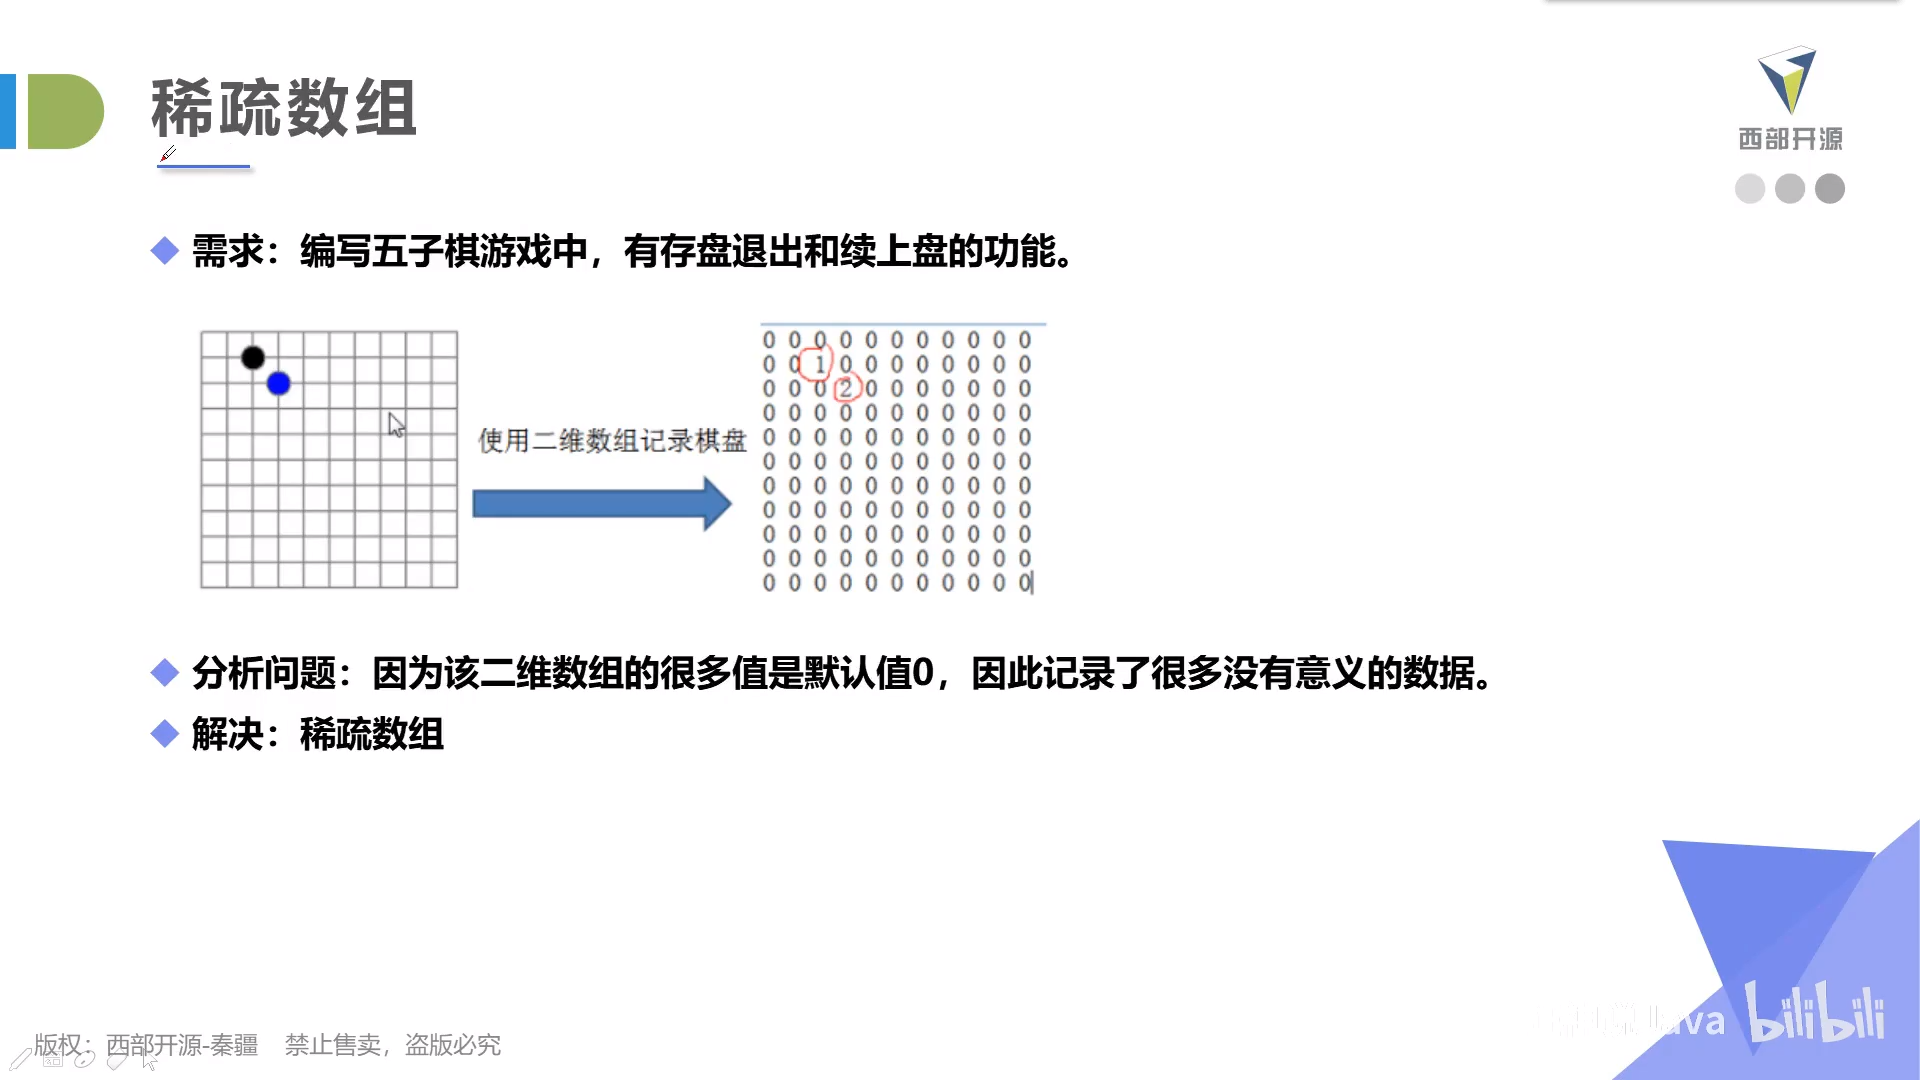 稀疏数组
西部开源
需求：编写五子棋游戏中，有存盘退出和续上盘的功能。
使用二维数组记录棋盘
0 0 0 0 0 0 0 0 0 0 0
0 0 1 0 0 0 0 0 0 0 0
0 0 0 2 0 0 0 0 0 0 0
0 0 0 0 0 0 0 0 0 0 0
0 0 0 0 0 0 0 0 0 0 0
0 0 0 0 0 0 0 0 0 0 0
0 0 0 0 0 0 0 0 0 0 0
0 0 0 0 0 0 0 0 0 0 0
0 0 0 0 0 0 0 0 0 0 0
0 0 0 0 0 0 0 0 0 0 0
0 0 0 0 0 0 0 0 0 0 0
分析问题：因为该二维数组的很多值是默认值0，因此记录了很多没有意义的数据。
解决：稀疏数组
Java
bilibili
版权：西部开源-秦疆 禁止售卖，盗版必究